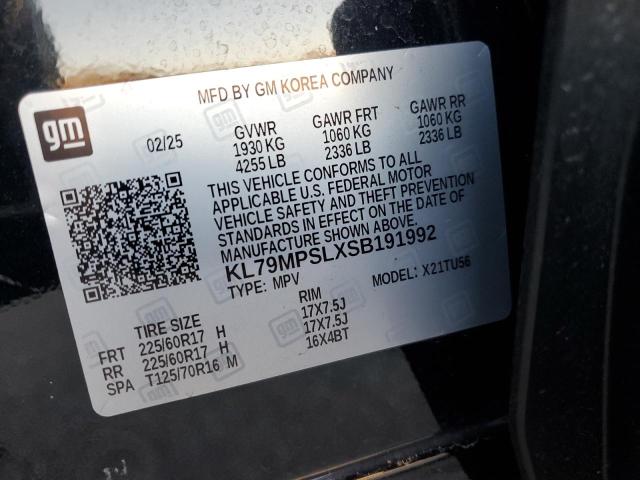 MFD BY GM KOREA COMPANY
gm
02/25
GVWR
1930 KG
4255 LB
GAWR FRT
1060 KG
2336 LB
GAWR RR
1060 KG
2336 LB
THIS VEHICLE CONFORMS TO ALL
APPLICABLE U.S. FEDERAL MOTOR
VEHICLE SAFETY AND THEFT PREVENTION
STANDARDS IN EFFECT ON THE DATE OF
MANUFACTURE SHOWN ABOVE.
KL79MPSLXSB191992
TYPE: MPV
MODEL: X21TU56
TIRE SIZE
RIM
FRT 225/60R17 H 17X7.5J
RR 225/60R17 H 17X7.5J
SPA T125/70R16 M 16X4BT